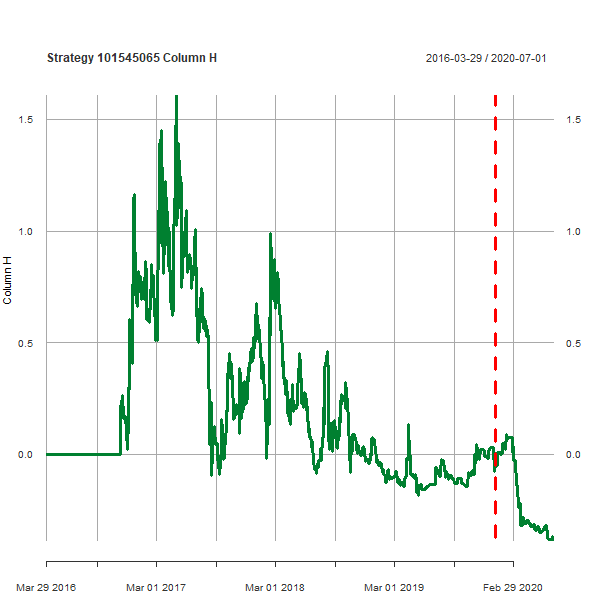 Strategy 101545065 Column H
2016-03-29 / 2020-07-01
1.5
1.5
1.0
1.0
Column H
0.5
0.5
0.0
0.0
Mar 29 2016
Mar 01 2017
Mar 01 2018
Mar 01 2019
Feb 29 2020